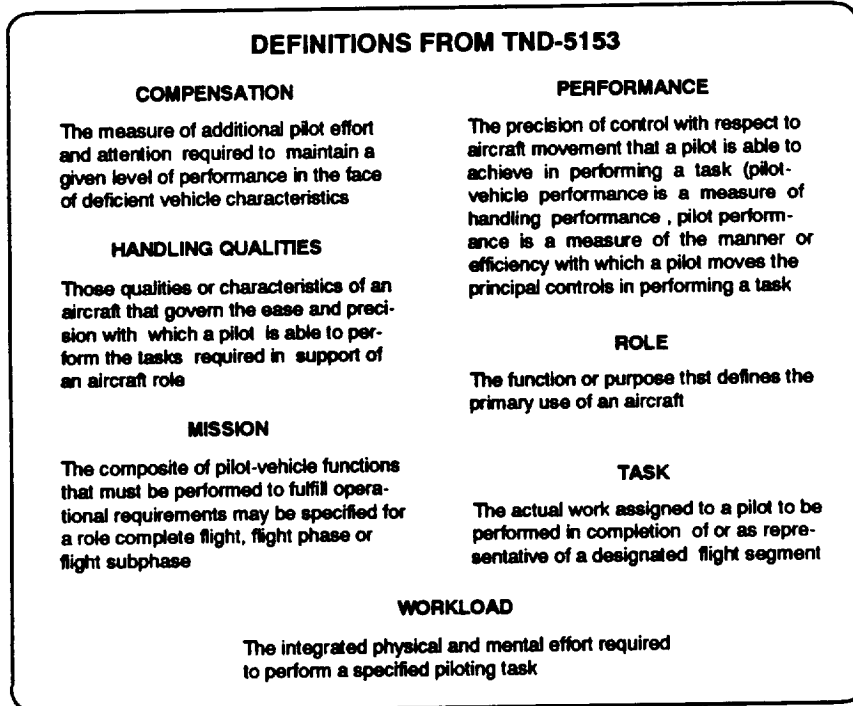 DEFINITIONS FROM TND-5153
COMPENSATION
The measure of additional pilot effort
and attention required to maintain a
given level of performance in the face
of deficient vehicle characteristics
HANDLING QUALITIES
Those qualities or characteristics of an
aircraft that govern the ease and preci-
sion with which a pilot is able to per-
form the tasks required in support of
an aircraft role
MISSION
The composite of pilot-vehicle functions
that must be performed to fulfill opera-
tional requirements may be specified for
a role complete flight, flight phase or
flight subphase
PERFORMANCE
The precision of control with respect to
aircraft movement that a pilot is able to
achieve in performing a task (pilot-
vehicle performance is a measure of
handling performance , pilot perform-
ance is a measure of the manner or
efficiency with which a pilot moves the
principal controls in performing a task
ROLE
The function or purpose thst defines the
primary use of an aircraft
TASK
The actual work assigned to a pilot to be
performed in completion of or as repre-
sentative of a designated flight segment
WORKLOAD
The integrated physical and mental effort required
to perform a specified piloting task